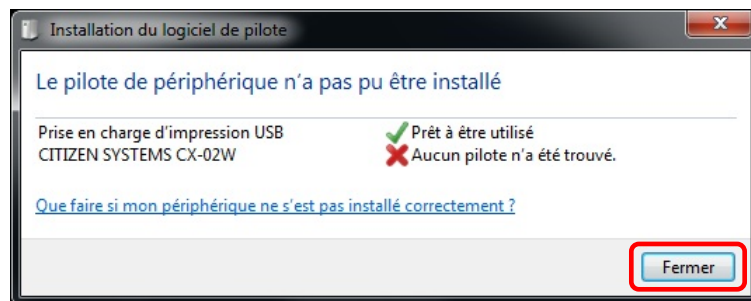 Installation du logiciel de pilote
Le pilote de périphérique n'a pas pu être installé
Prise en charge d'impression USB Prêt à être utilisé
CITIZEN SYSTEMS CX-02W Aucun pilote n'a été trouvé.
Que faire si mon périphérique ne s'est pas installé correctement ?
Fermer